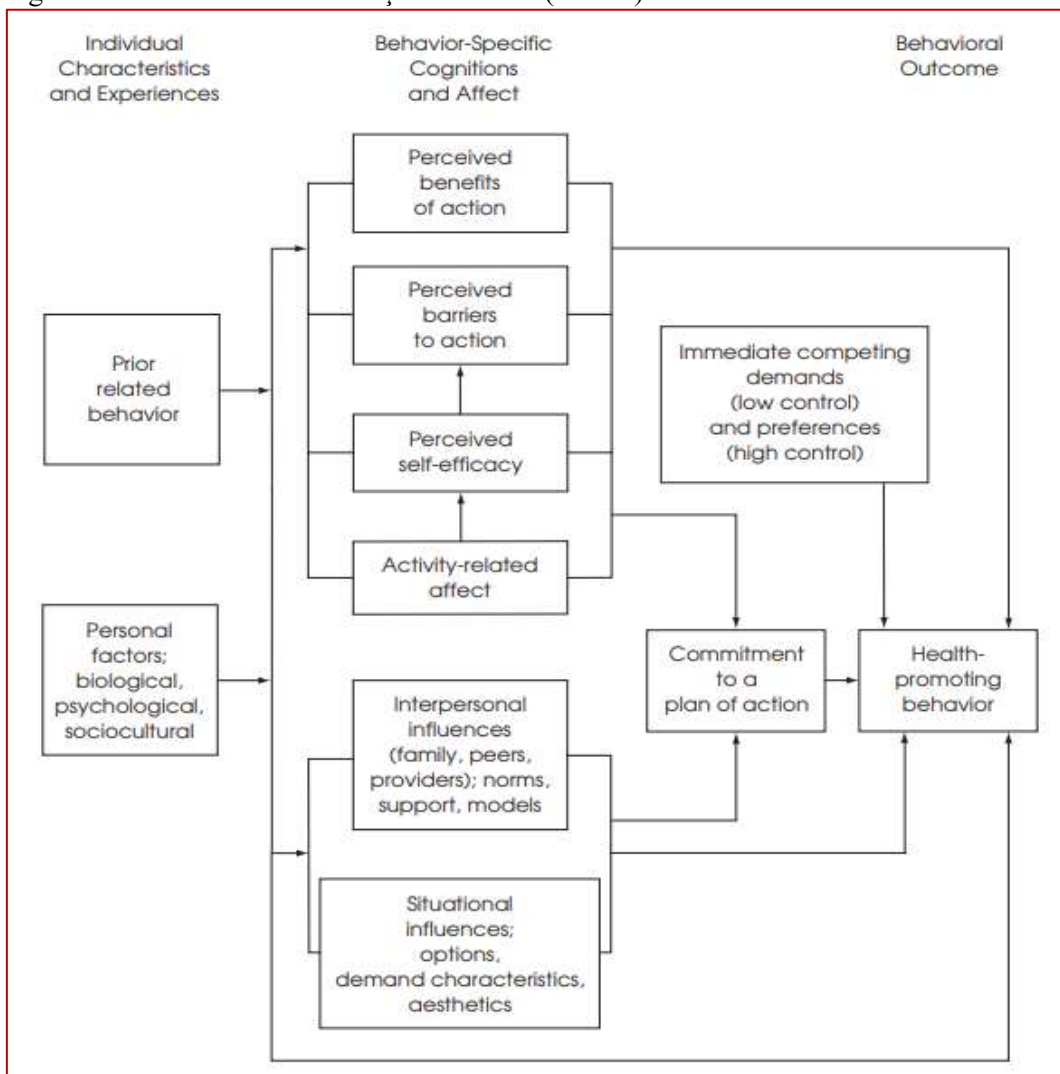 Individual
Characteristics
and Experiences
Behavior-Specific
Cognitions
and Affect
Behavioral
Outcome
Perceived
benefits
of action
Perceived
barriers
to action
Prior
related
behavior
Immediate competing
demands
(low control)
and preferences
(high control)
Perceived
self-efficacy
Activity-related
affect
Personal
factors;
biological,
psychological,
sociocultural
Commitment
to a
plan of action
Health-
promoting
behavior
Interpersonal
influences
(family, peers,
providers); norms,
support, models
Situational
influences;
options,
demand characteristics,
aesthetics